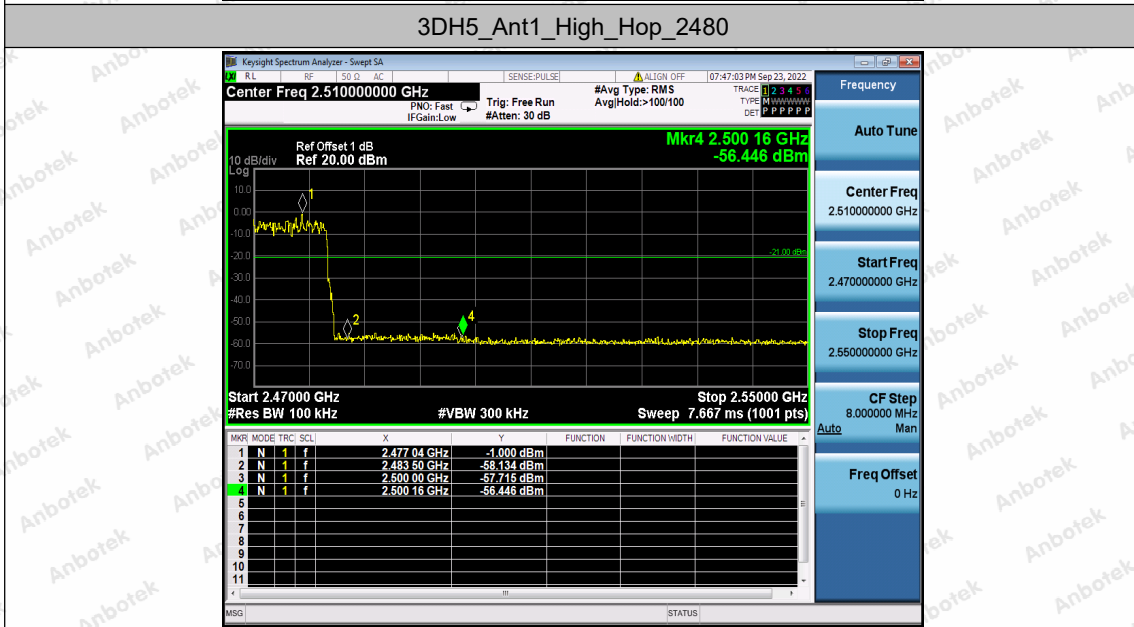 3DH5_Ant1_High_Hop_2480
Keysight Spectrum Analyzer - Swept SA
LXI RL RF 50 Ω AC SENSE:PULSE ALIGN OFF 07:47:03 PM Sep 23, 2022
Center Freq 2.510000000 GHz
PNO: Fast
IFGain:Low
Trig: Free Run
#Atten: 30 dB
#Avg Type: RMS
Avg|Hold:>100/100
TRACE 1 2 3 4 5 6
TYPE M W W W W W
DET P P P P P P
Frequency
Auto Tune
Mkr4 2.500 16 GHz
-56.446 dBm
Ref Offset 1 dB
10 dB/div Ref 20.00 dBm
Log
10.0
0.00
-10.0
-20.0
-30.0
-40.0
-50.0
-60.0
-70.0
1
2
4
-21.00 dBm
Start 2.47000 GHz Stop 2.55000 GHz
#Res BW 100 kHz #VBW 300 kHz Sweep 7.667 ms (1001 pts)
Center Freq
2.510000000 GHz
Start Freq
2.470000000 GHz
Stop Freq
2.550000000 GHz
CF Step
8.000000 MHz
Auto Man
Freq Offset
0 Hz
MKR MODE TRC SCL X Y FUNCTION FUNCTION WIDTH FUNCTION VALUE
1 N 1 f 2.477 04 GHz -1.000 dBm
2 N 1 f 2.483 50 GHz -58.134 dBm
3 N 1 f 2.500 00 GHz -57.715 dBm
4 N 1 f 2.500 16 GHz -56.446 dBm
5
6
7
8
9
10
11
MSG STATUS
Anbotek